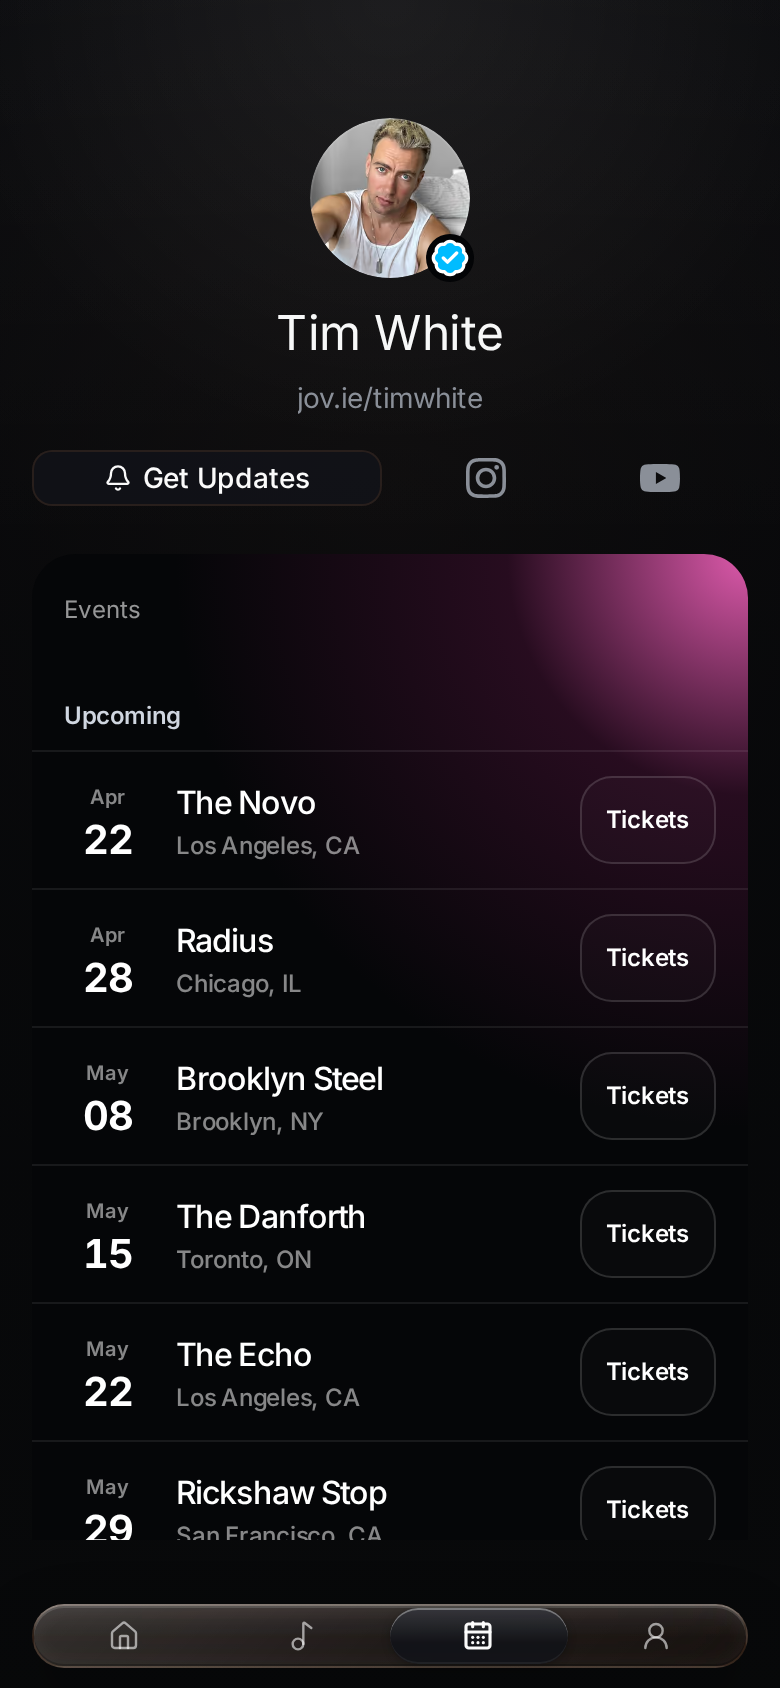 Tim White
jov.ie/timwhite
Get Updates
Events
Upcoming
Apr
22
The Novo
Los Angeles, CA
Tickets
Apr
28
Radius
Chicago, IL
Tickets
May
08
Brooklyn Steel
Brooklyn, NY
Tickets
May
15
The Danforth
Toronto, ON
Tickets
May
22
The Echo
Los Angeles, CA
Tickets
May
29
Rickshaw Stop
San Francisco, CA
Tickets